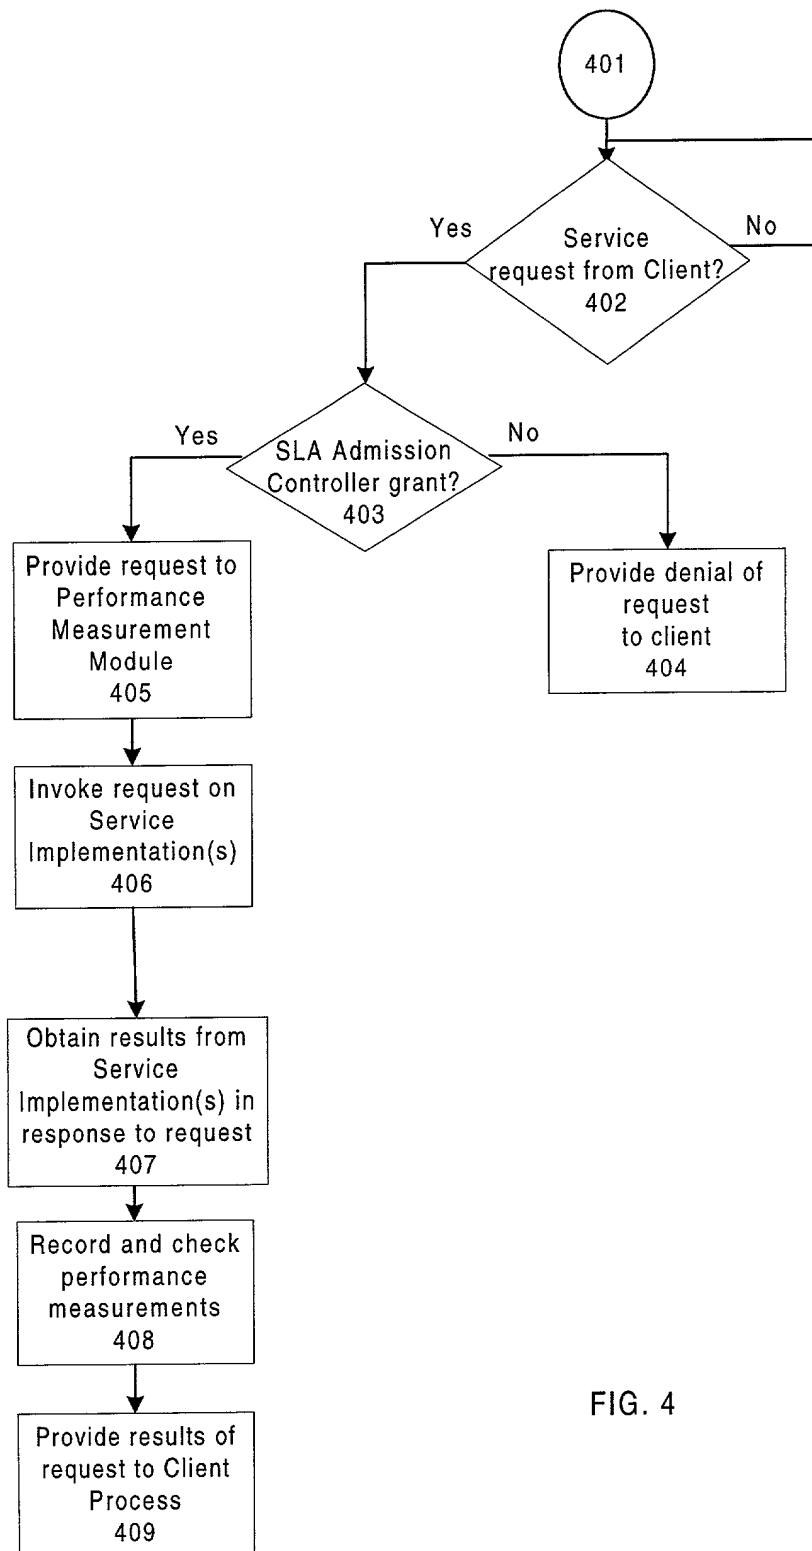 401
Yes
Service
request from Client?
402
No
Yes
SLA Admission
Controller grant?
403
No
Provide request to
Performance
Measurement
Module
405
Provide denial of
request
to client
404
Invoke request on
Service
Implementation(s)
406
Obtain results from
Service
Implementation(s) in
response to request
407
Record and check
performance
measurements
408
Provide results of
request to Client
Process
409
FIG. 4